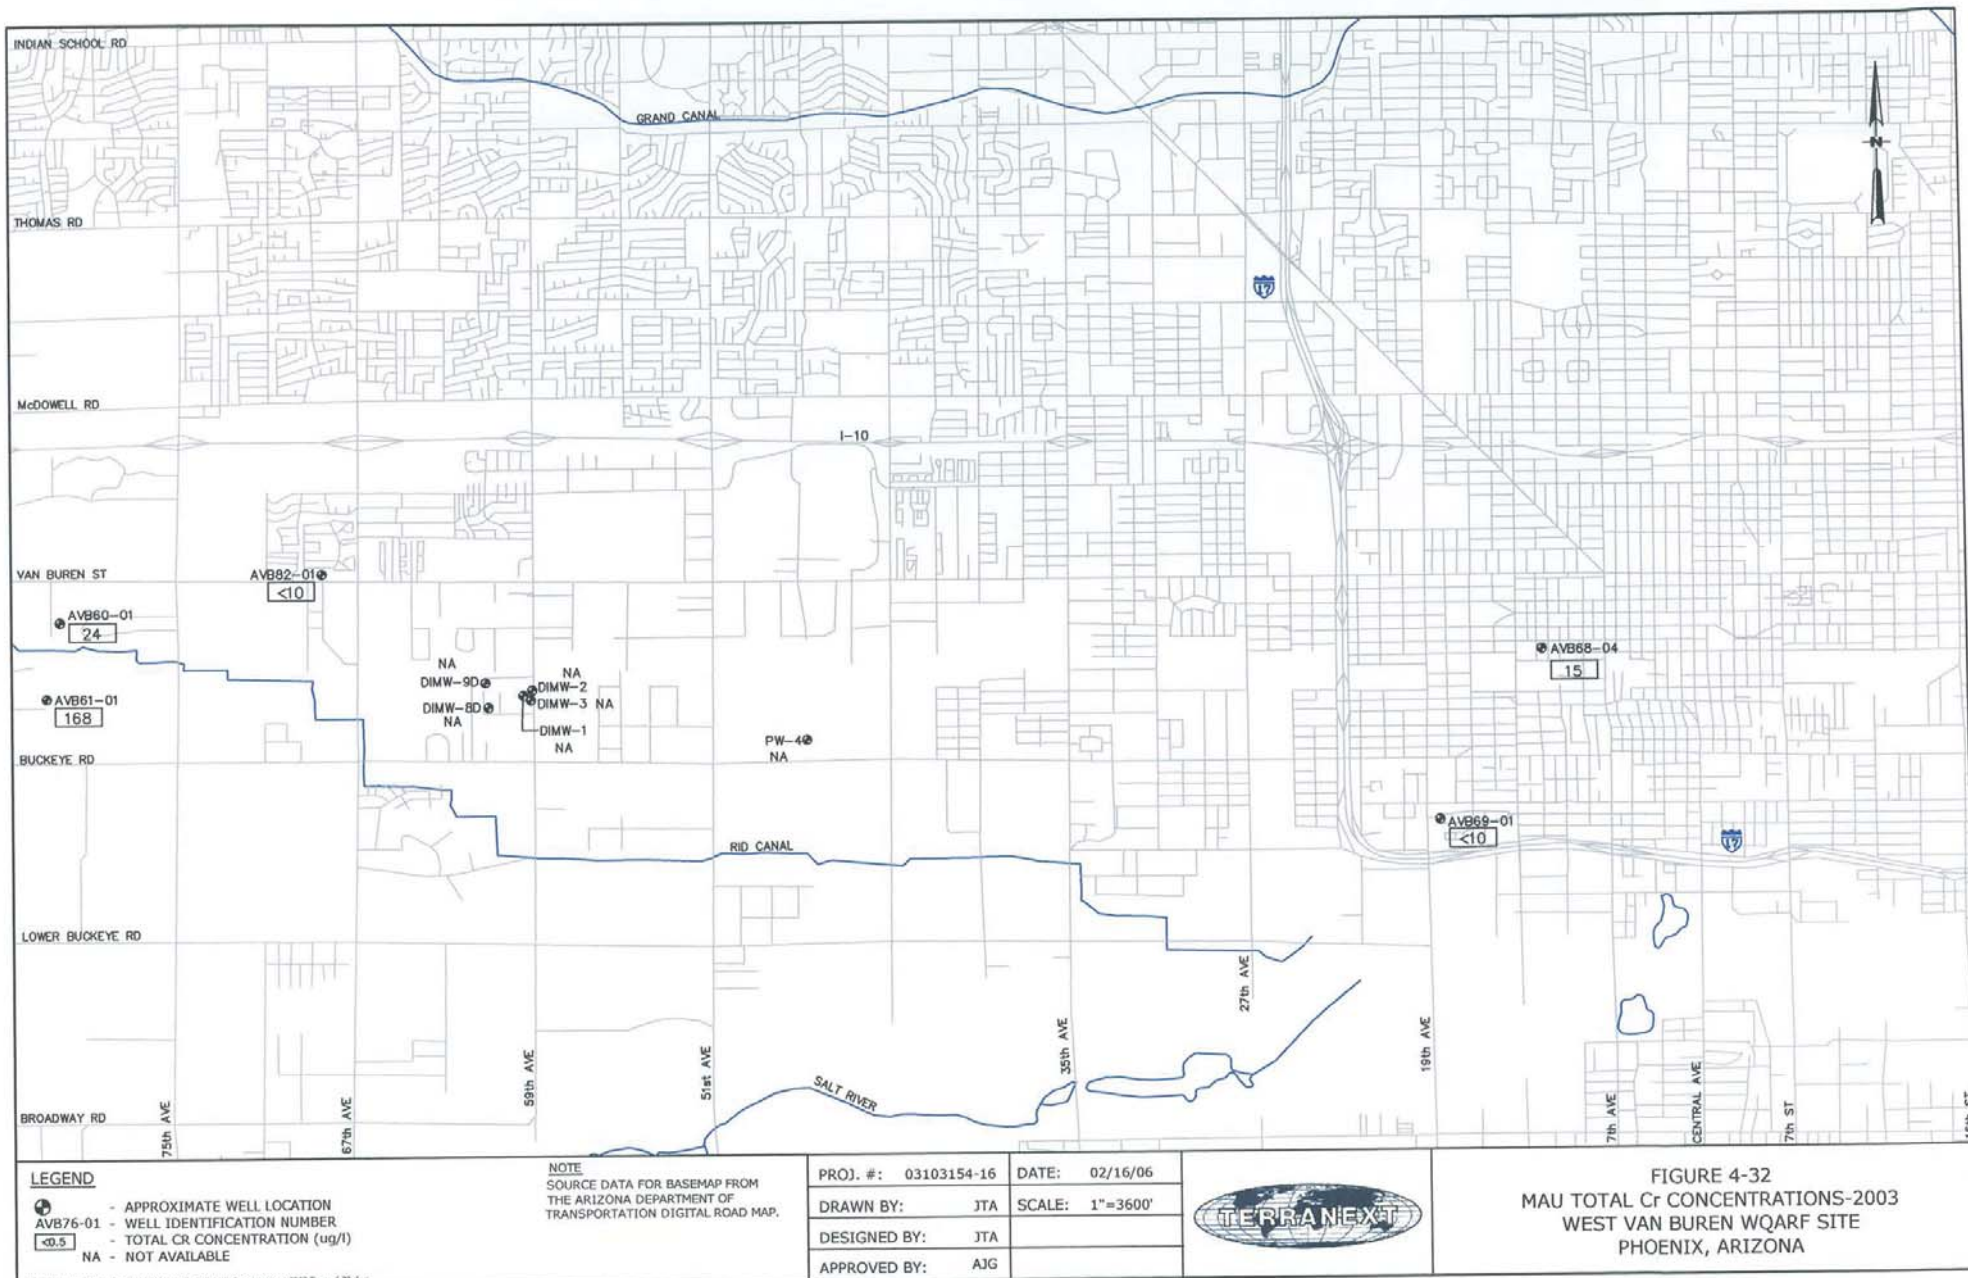 INDIAN SCHOOL RD
GRAND CANAL
N
THOMAS RD
17
McDOWELL RD
I-10
VAN BUREN ST
AVB82-01
<10
AVB60-01
24
AVB68-04
15
NA
DIMW-9D
NA
DIMW-2
DIMW-3 NA
AVB61-01
168
DIMW-8D
NA
DIMW-1
NA
PW-4
NA
BUCKEYE RD
AVB69-01
<10
17
RID CANAL
LOWER BUCKEYE RD
27th AVE
SALT RIVER
BROADWAY RD
75th AVE
67th AVE
59th AVE
51st AVE
35th AVE
19th AVE
7th AVE
CENTRAL AVE
7th ST
LEGEND
- APPROXIMATE WELL LOCATION
AVB76-01 - WELL IDENTIFICATION NUMBER
<0.5 - TOTAL CR CONCENTRATION (ug/l)
NA - NOT AVAILABLE
NOTE
SOURCE DATA FOR BASEMAP FROM
THE ARIZONA DEPARTMENT OF
TRANSPORTATION DIGITAL ROAD MAP.
PROJ. #: 03103154-16
DATE: 02/16/06
DRAWN BY: JTA
SCALE: 1"=3600'
DESIGNED BY: JTA
APPROVED BY: AJG
TERRANEXT
FIGURE 4-32
MAU TOTAL Cr CONCENTRATIONS-2003
WEST VAN BUREN WQARF SITE
PHOENIX, ARIZONA